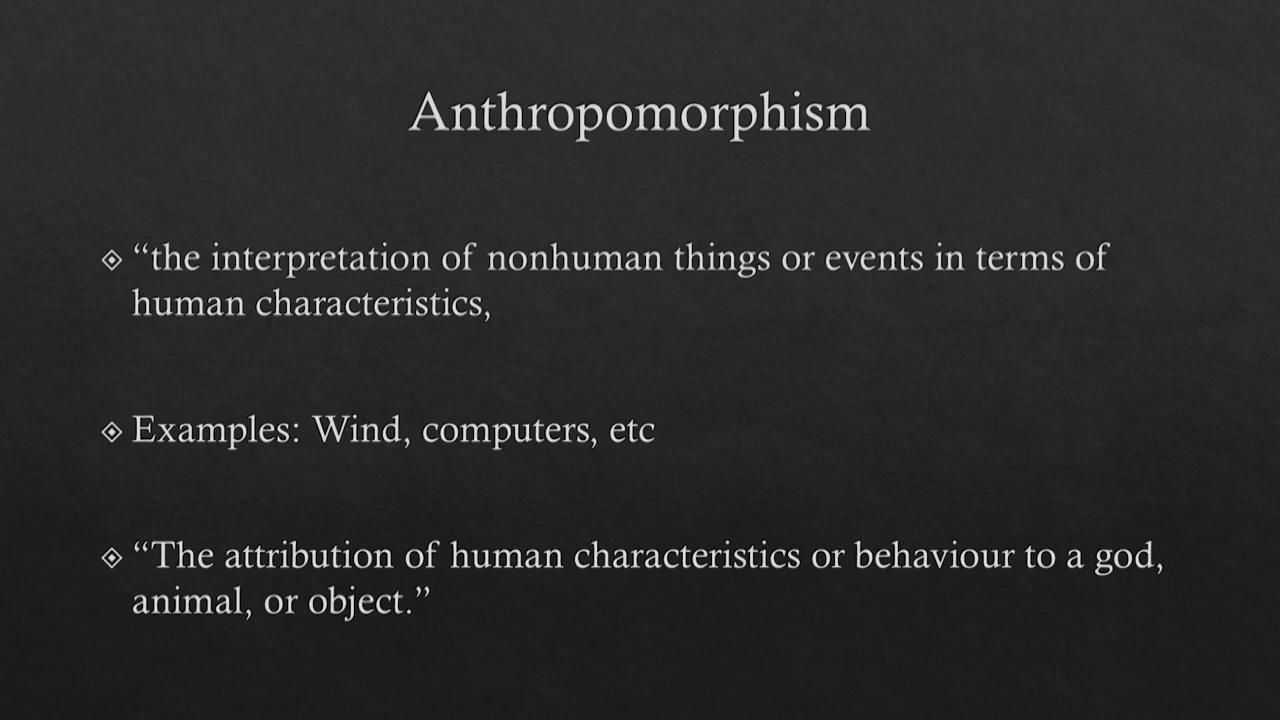 Anthropomorphism
“the interpretation of nonhuman things or events in terms of
human characteristics,
Examples: Wind, computers, etc
“The attribution of human characteristics or behaviour to a god,
animal, or object.”